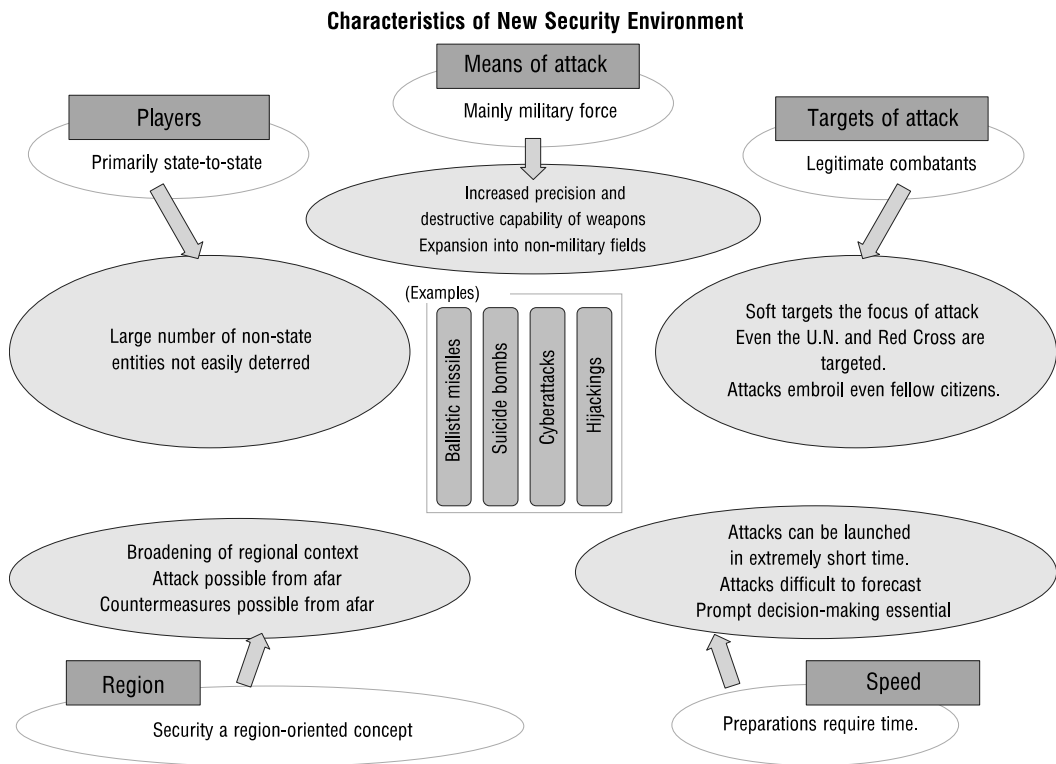 Characteristics of New Security Environment
Means of attack
Mainly military force
Increased precision and
destructive capability of weapons
Expansion into non-military fields
Players
Primarily state-to-state
Large number of non-state
entities not easily deterred
Targets of attack
Legitimate combatants
Soft targets the focus of attack
Even the U.N. and Red Cross are
targeted.
Attacks embroil even fellow citizens.
(Examples)
Ballistic missiles
Suicide bombs
Cyberattacks
Hijackings
Broadening of regional context
Attack possible from afar
Countermeasures possible from afar
Region
Security a region-oriented concept
Attacks can be launched
in extremely short time.
Attacks difficult to forecast
Prompt decision-making essential
Speed
Preparations require time.